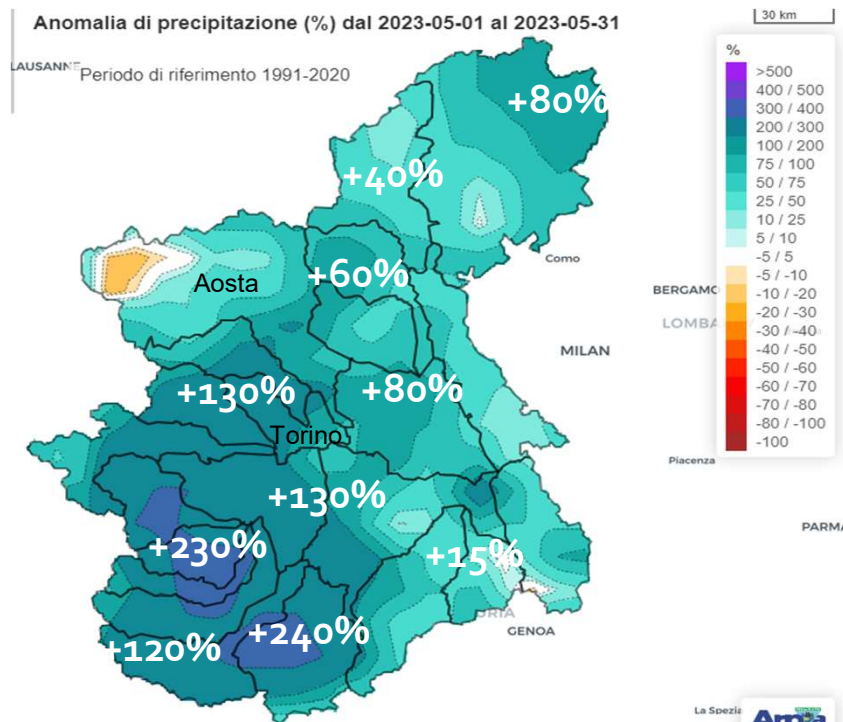 Anomalia di precipitazione (%) dal 2023-05-01 al 2023-05-31
30 km
LAUSANNE
Periodo di riferimento 1991-2020
%
>500
400 / 500
300 / 400
200 / 300
100 / 200
75 / 100
50 / 75
25 / 50
10 / 25
5 / 10
-5 / 5
-5 / -10
-10 / -20
-20 / -30
-30 / -40
-40 / -50
-50 / -60
-60 / -70
-70 / -80
-80 / -100
-100
+80%
+40%
Como
+60%
Aosta
BERGAMO
MILAN
+130%
+80%
Torino
Piacenza
+130%
PARMA
+230%
+15%
GENOA
+240%
+120%
La Spezia